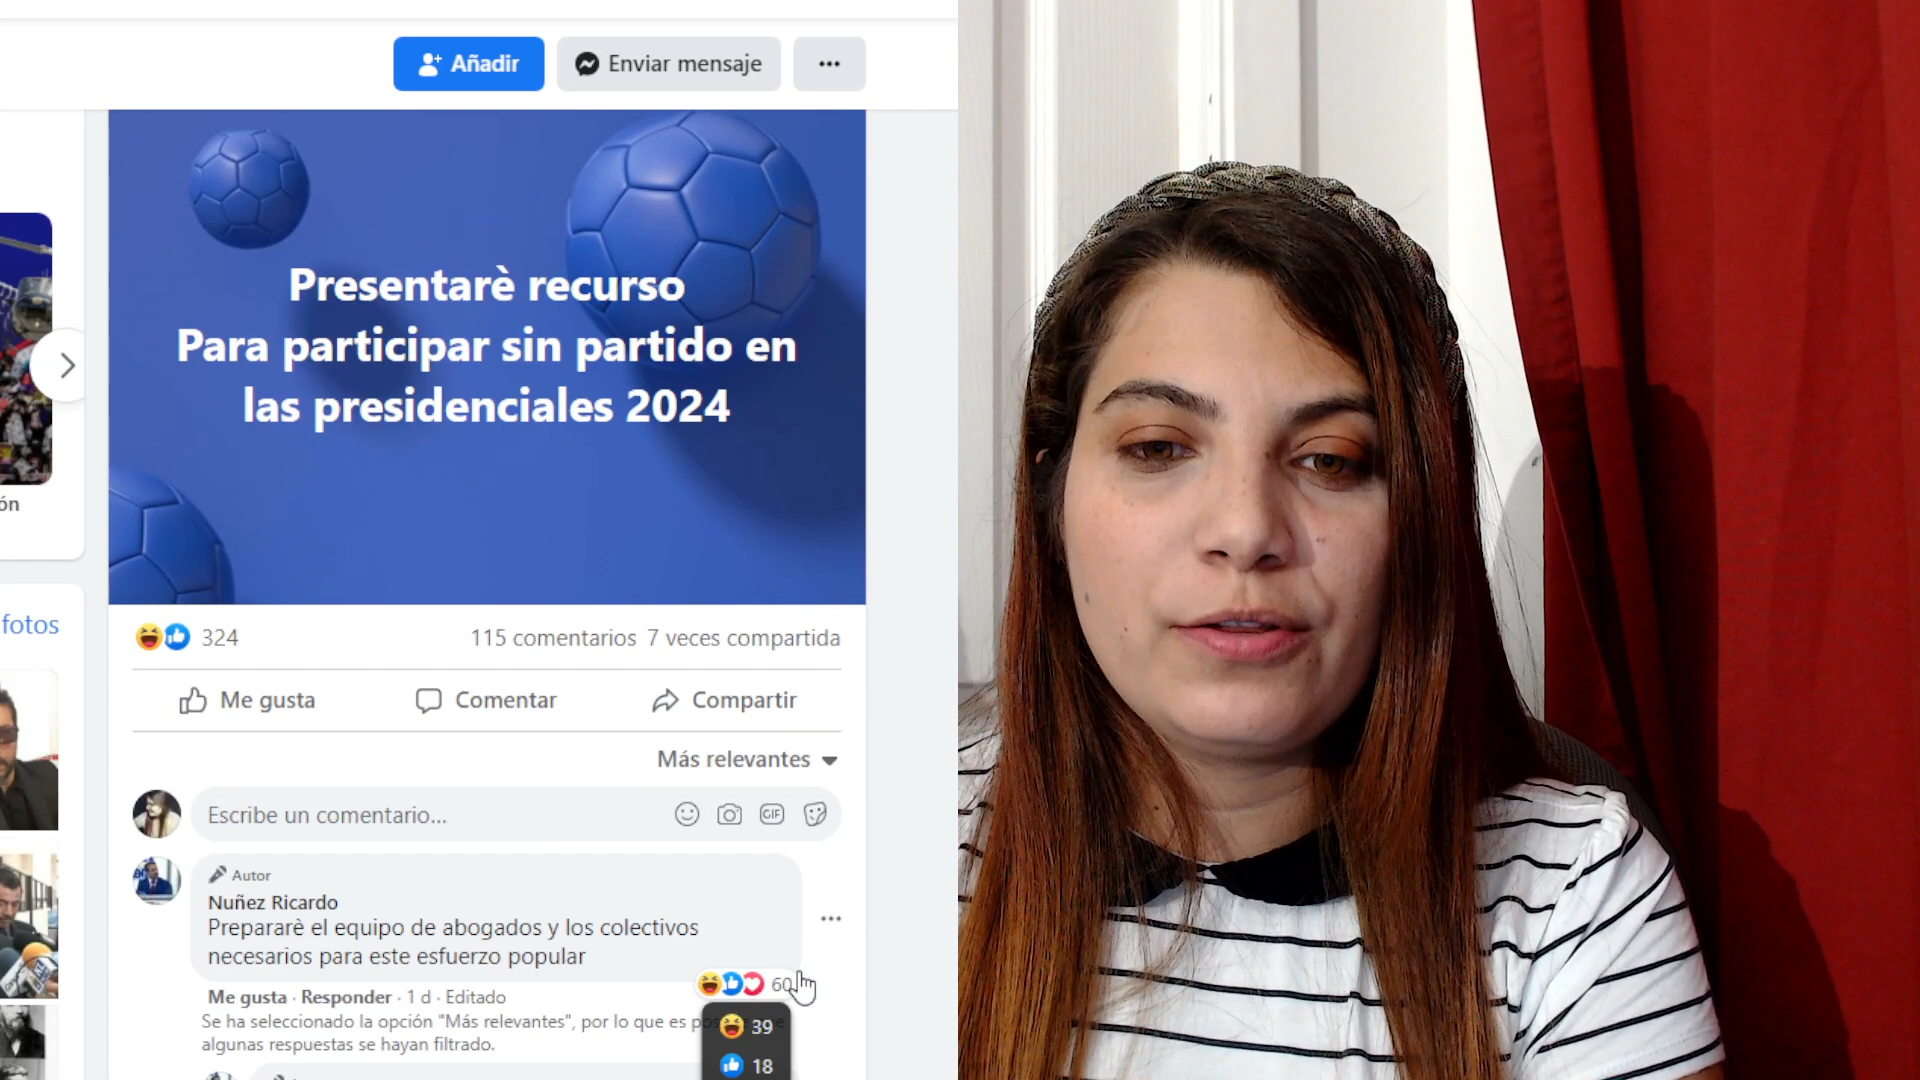 Añadir
Enviar mensaje
Presentarè recurso
Para participar sin partido en
las presidenciales 2024
ón
fotos
324
115 comentarios 7 veces compartida
Me gusta
Comentar
Compartir
Más relevantes
Escribe un comentario...
GIF
Autor
Nuñez Ricardo
Prepararè el equipo de abogados y los colectivos
necesarios para este esfuerzo popular
60
Me gusta · Responder · 1 d · Editado
Se ha seleccionado la opción "Más relevantes", por lo que es
algunas respuestas se hayan filtrado.
39
18